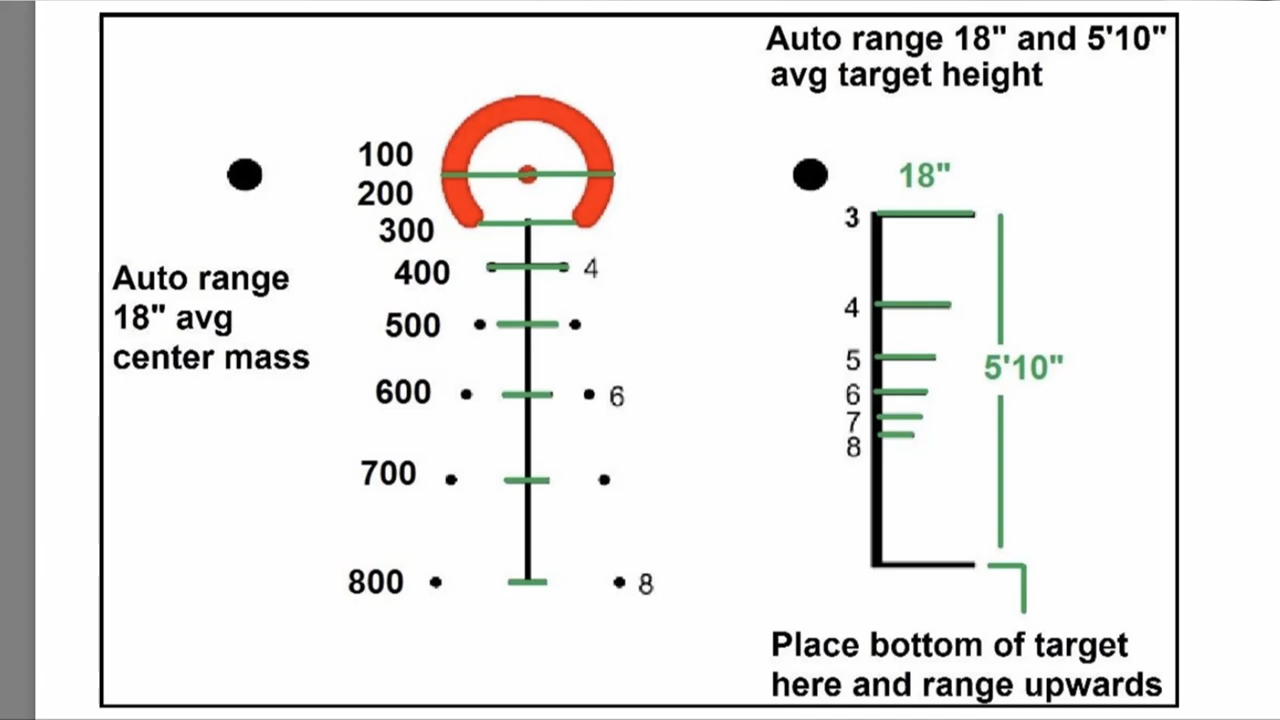 Auto range 18" and 5'10"
avg target height
100
200
300
400
500
600
700
800
4
6
8
Auto range
18" avg
center mass
18"
3
4
5
6
7
8
5'10"
Place bottom of target
here and range upwards